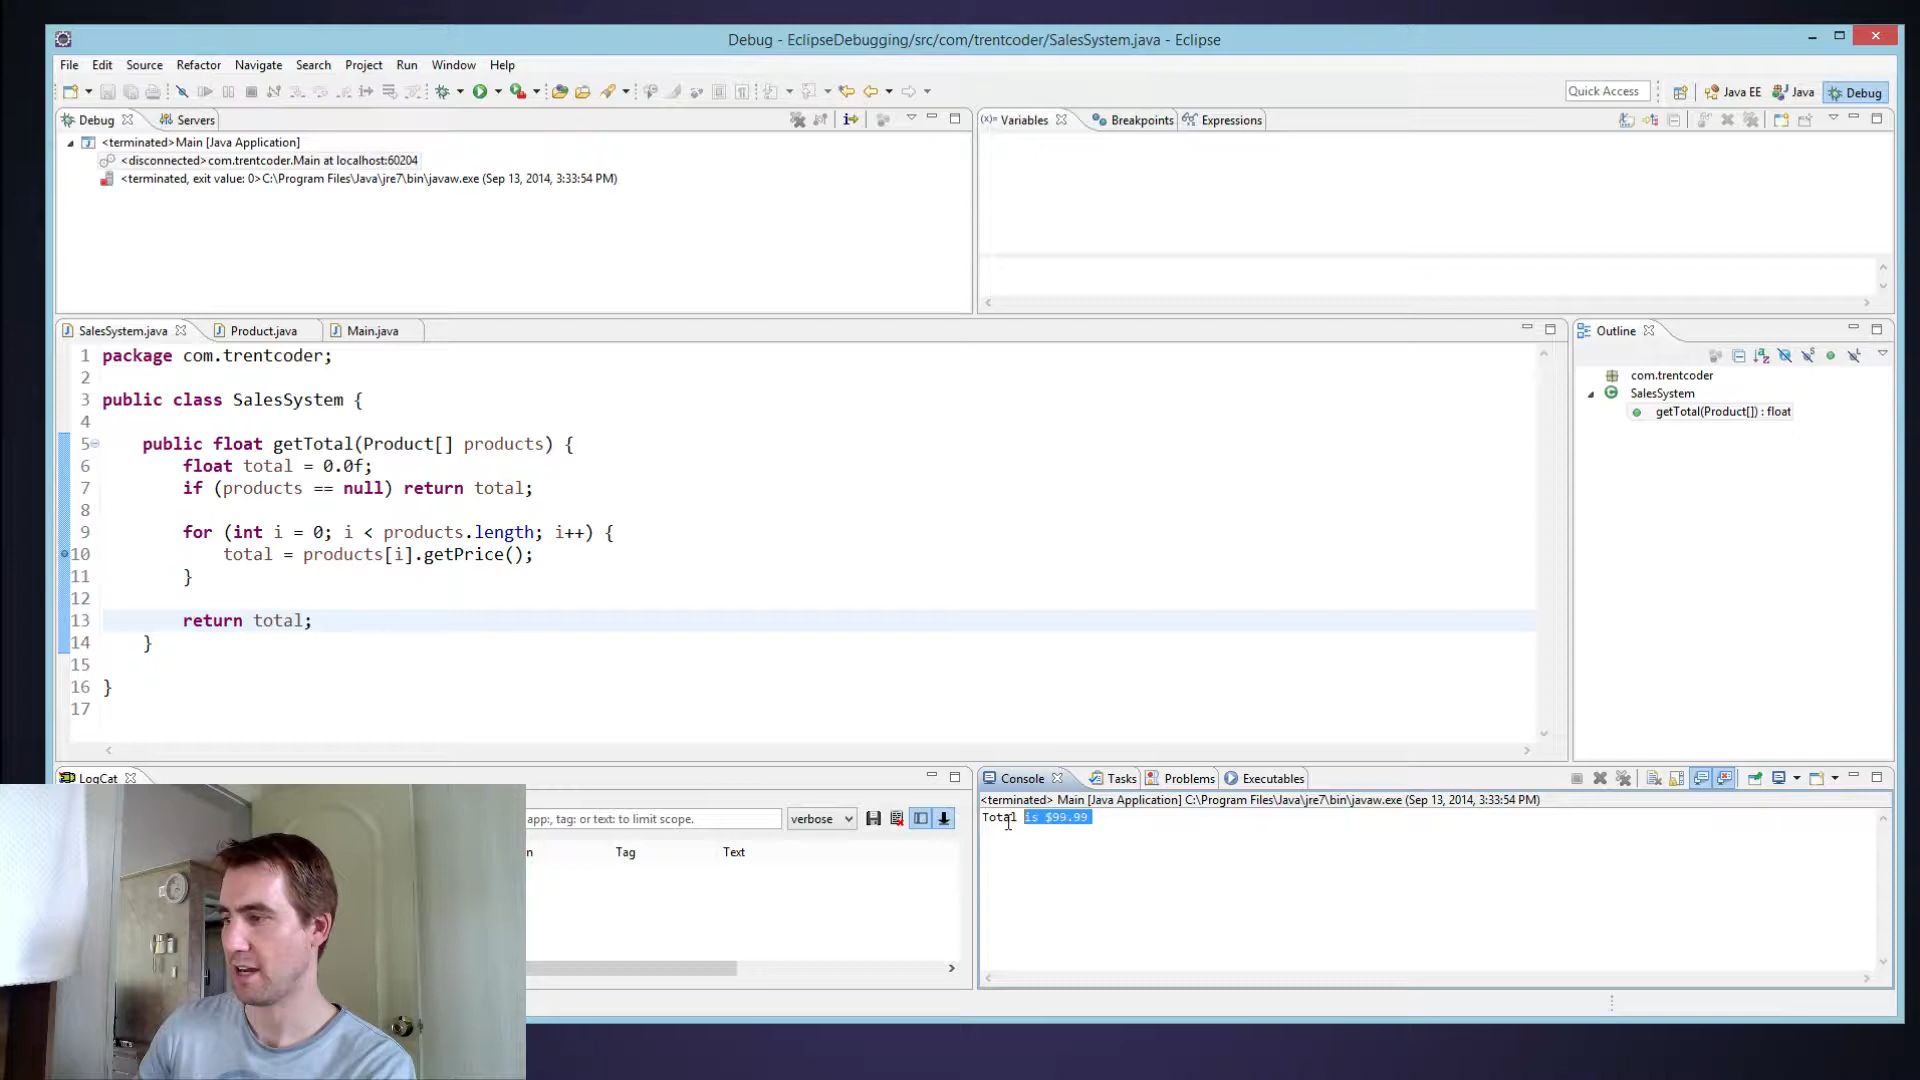 Debug - EclipseDebugging/src/com/trentcoder/SalesSystem.java - Eclipse
File Edit Source Refactor Navigate Search Project Run Window Help
Quick Access Java EE Java Debug
Debug Servers
<terminated>Main [Java Application]
<disconnected>com.trentcoder.Main at localhost:60204
<terminated, exit value: 0>C:\Program Files\Java\jre7\bin\javaw.exe (Sep 13, 2014, 3:33:54 PM)
(x)= Variables Breakpoints Expressions
SalesSystem.java Product.java Main.java
1 package com.trentcoder;
2
3 public class SalesSystem {
4
5 public float getTotal(Product[] products) {
6 float total = 0.0f;
7 if (products == null) return total;
8
9 for (int i = 0; i < products.length; i++) {
10 total = products[i].getPrice();
11 }
12
13 return total;
14 }
15
16 }
17
Outline
com.trentcoder
SalesSystem
getTotal(Product[]) : float
LogCat
app:, tag: or text: to limit scope. verbose
Tag Text
Console Tasks Problems Executables
<terminated> Main [Java Application] C:\Program Files\Java\jre7\bin\javaw.exe (Sep 13, 2014, 3:33:54 PM)
Total is $99.99